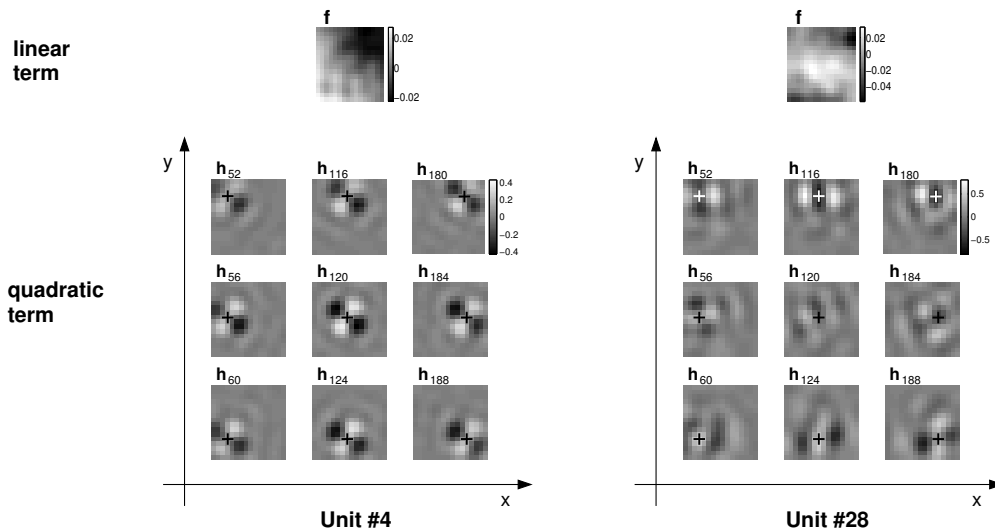 linear
term
f
0.02
0
−0.02
f
0.02
0
−0.02
−0.04
quadratic
term
y
h52
h116
h180
0.4
0.2
0
−0.2
−0.4
h56
h120
h184
h60
h124
h188
x
Unit #4
y
h52
h116
h180
0.5
0
−0.5
h56
h120
h184
h60
h124
h188
x
Unit #28